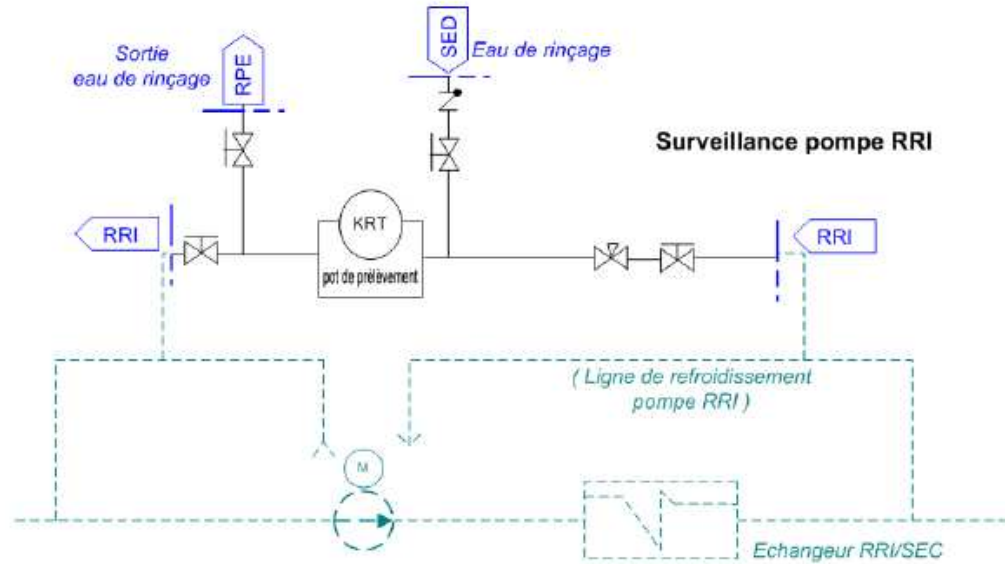 Sortie
eau de rinçage
RPE
SED
Eau de rinçage
Surveillance pompe RRI
RRI
KRT
pot de prélèvement
RRI
( Ligne de refroidissement
pompe RRI )
M
Echangeur RRI/SEC